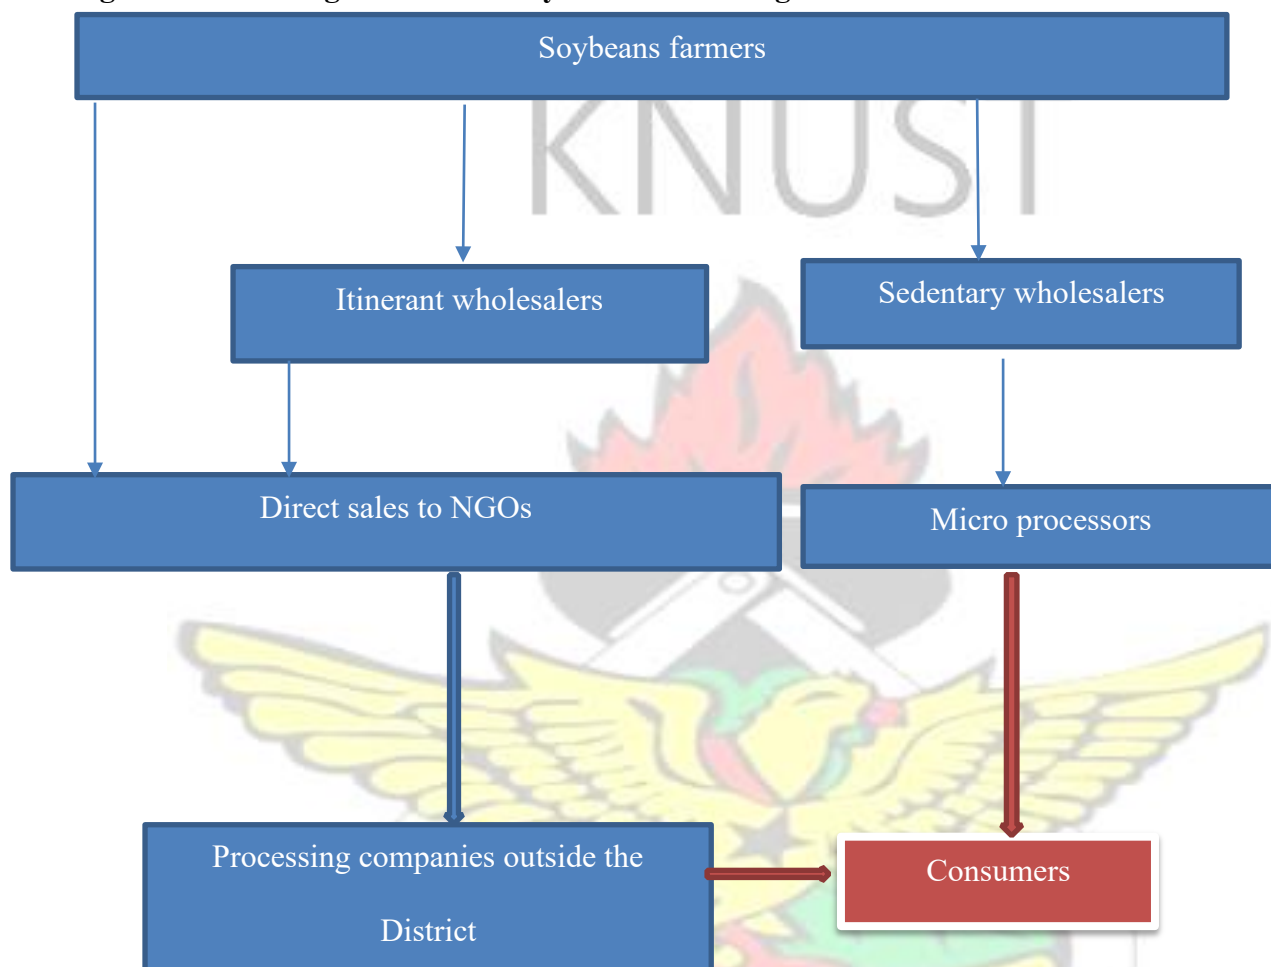 Soybeans farmers
KNUST
Itinerant wholesalers
Sedentary wholesalers
Direct sales to NGOs
Micro processors
Processing companies outside the
District
Consumers